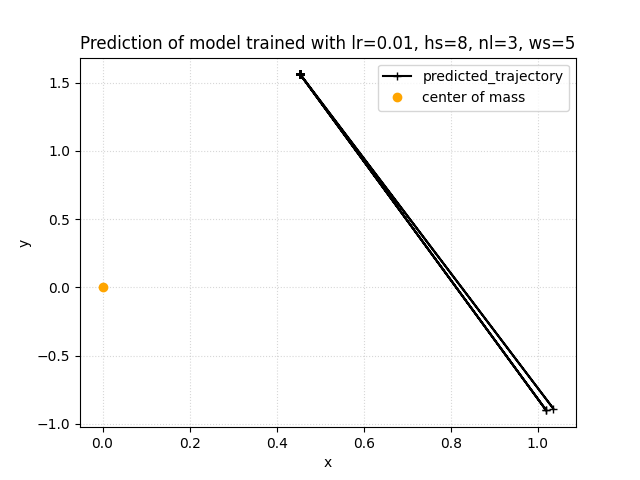 Prediction of model trained with lr=0.01, hs=8, nl=3, ws=5
predicted_trajectory
center of mass
1.5
1.0
0.5
0.0
−0.5
−1.0
y
0.0 0.2 0.4 0.6 0.8 1.0
x